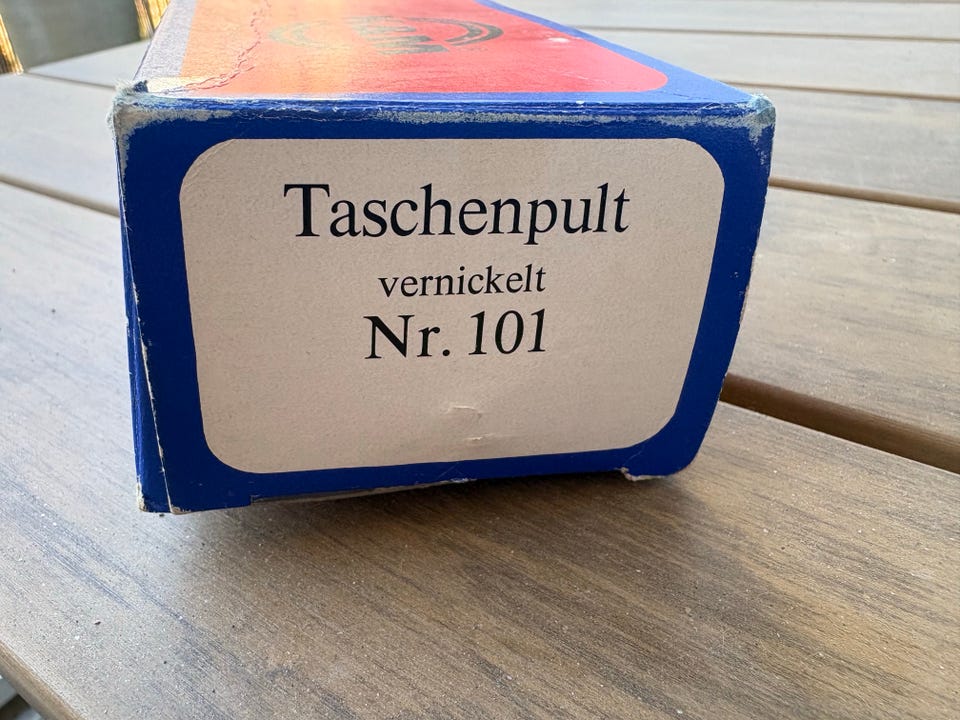 Taschenpult
vernickelt
Nr. 101